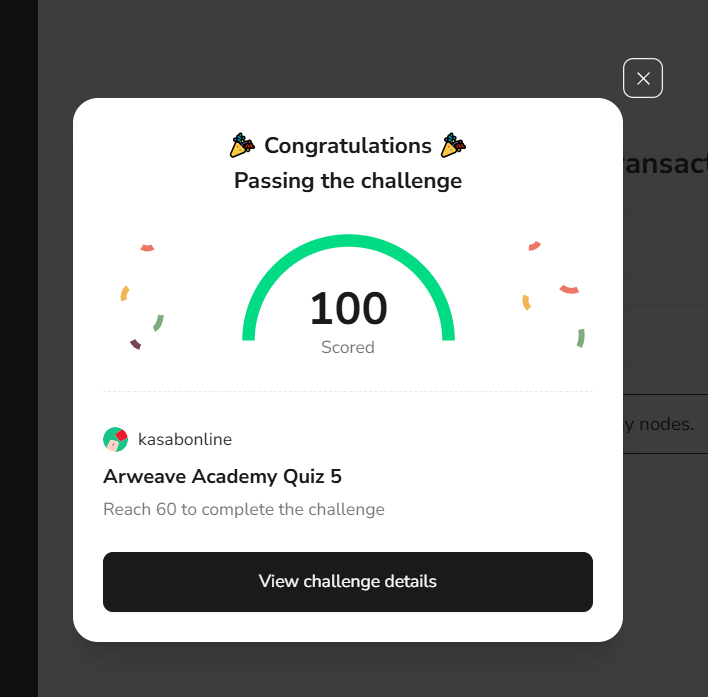 Congratulations
Passing the challenge
100
Scored
kasabonline
Arweave Academy Quiz 5
Reach 60 to complete the challenge
View challenge details
y nodes.